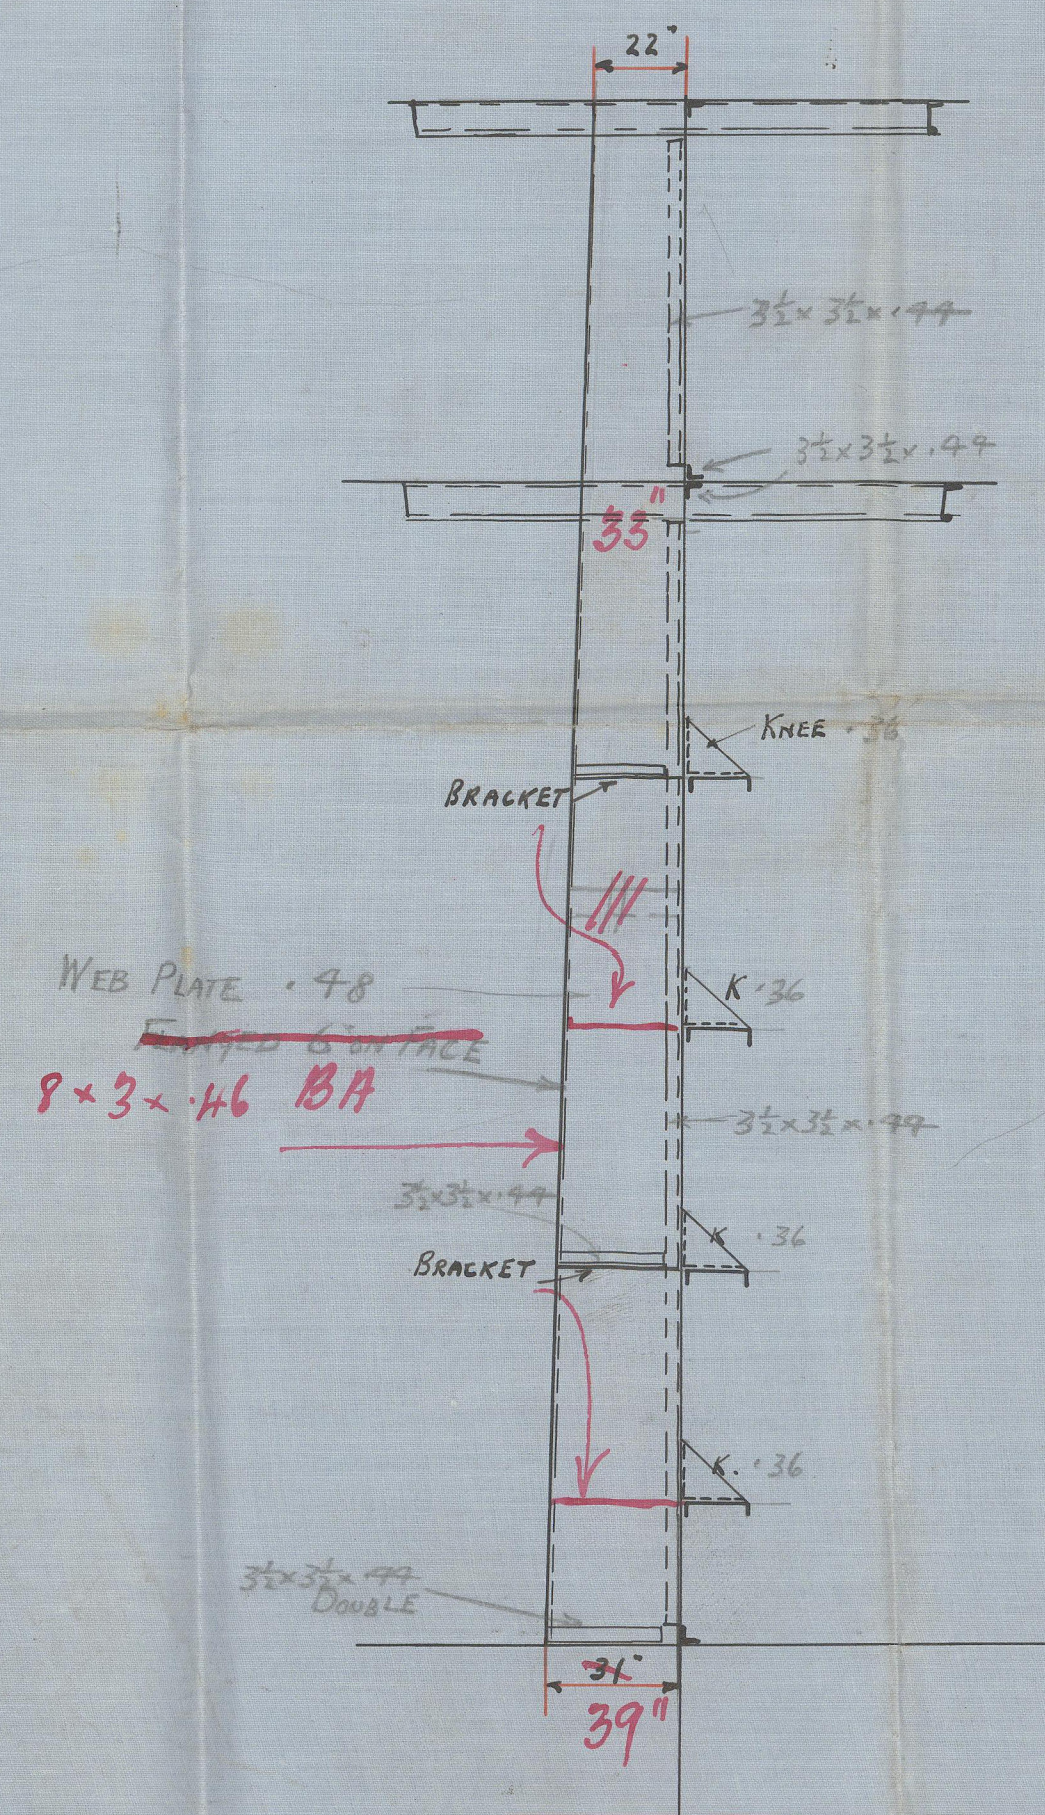 22"
3½ × 3½ × .44
3½ × 3½ × .44
33"
KNEE .36
BRACKET
K .36
WEB PLATE .48
FLANGED 6" ON FACE
8 × 3 × .46 BA
3½ × 3½ × .44
3½ × 3½ × .44
K .36
BRACKET
K. .36
3½ × 3½ × .44
DOUBLE
31"
39"